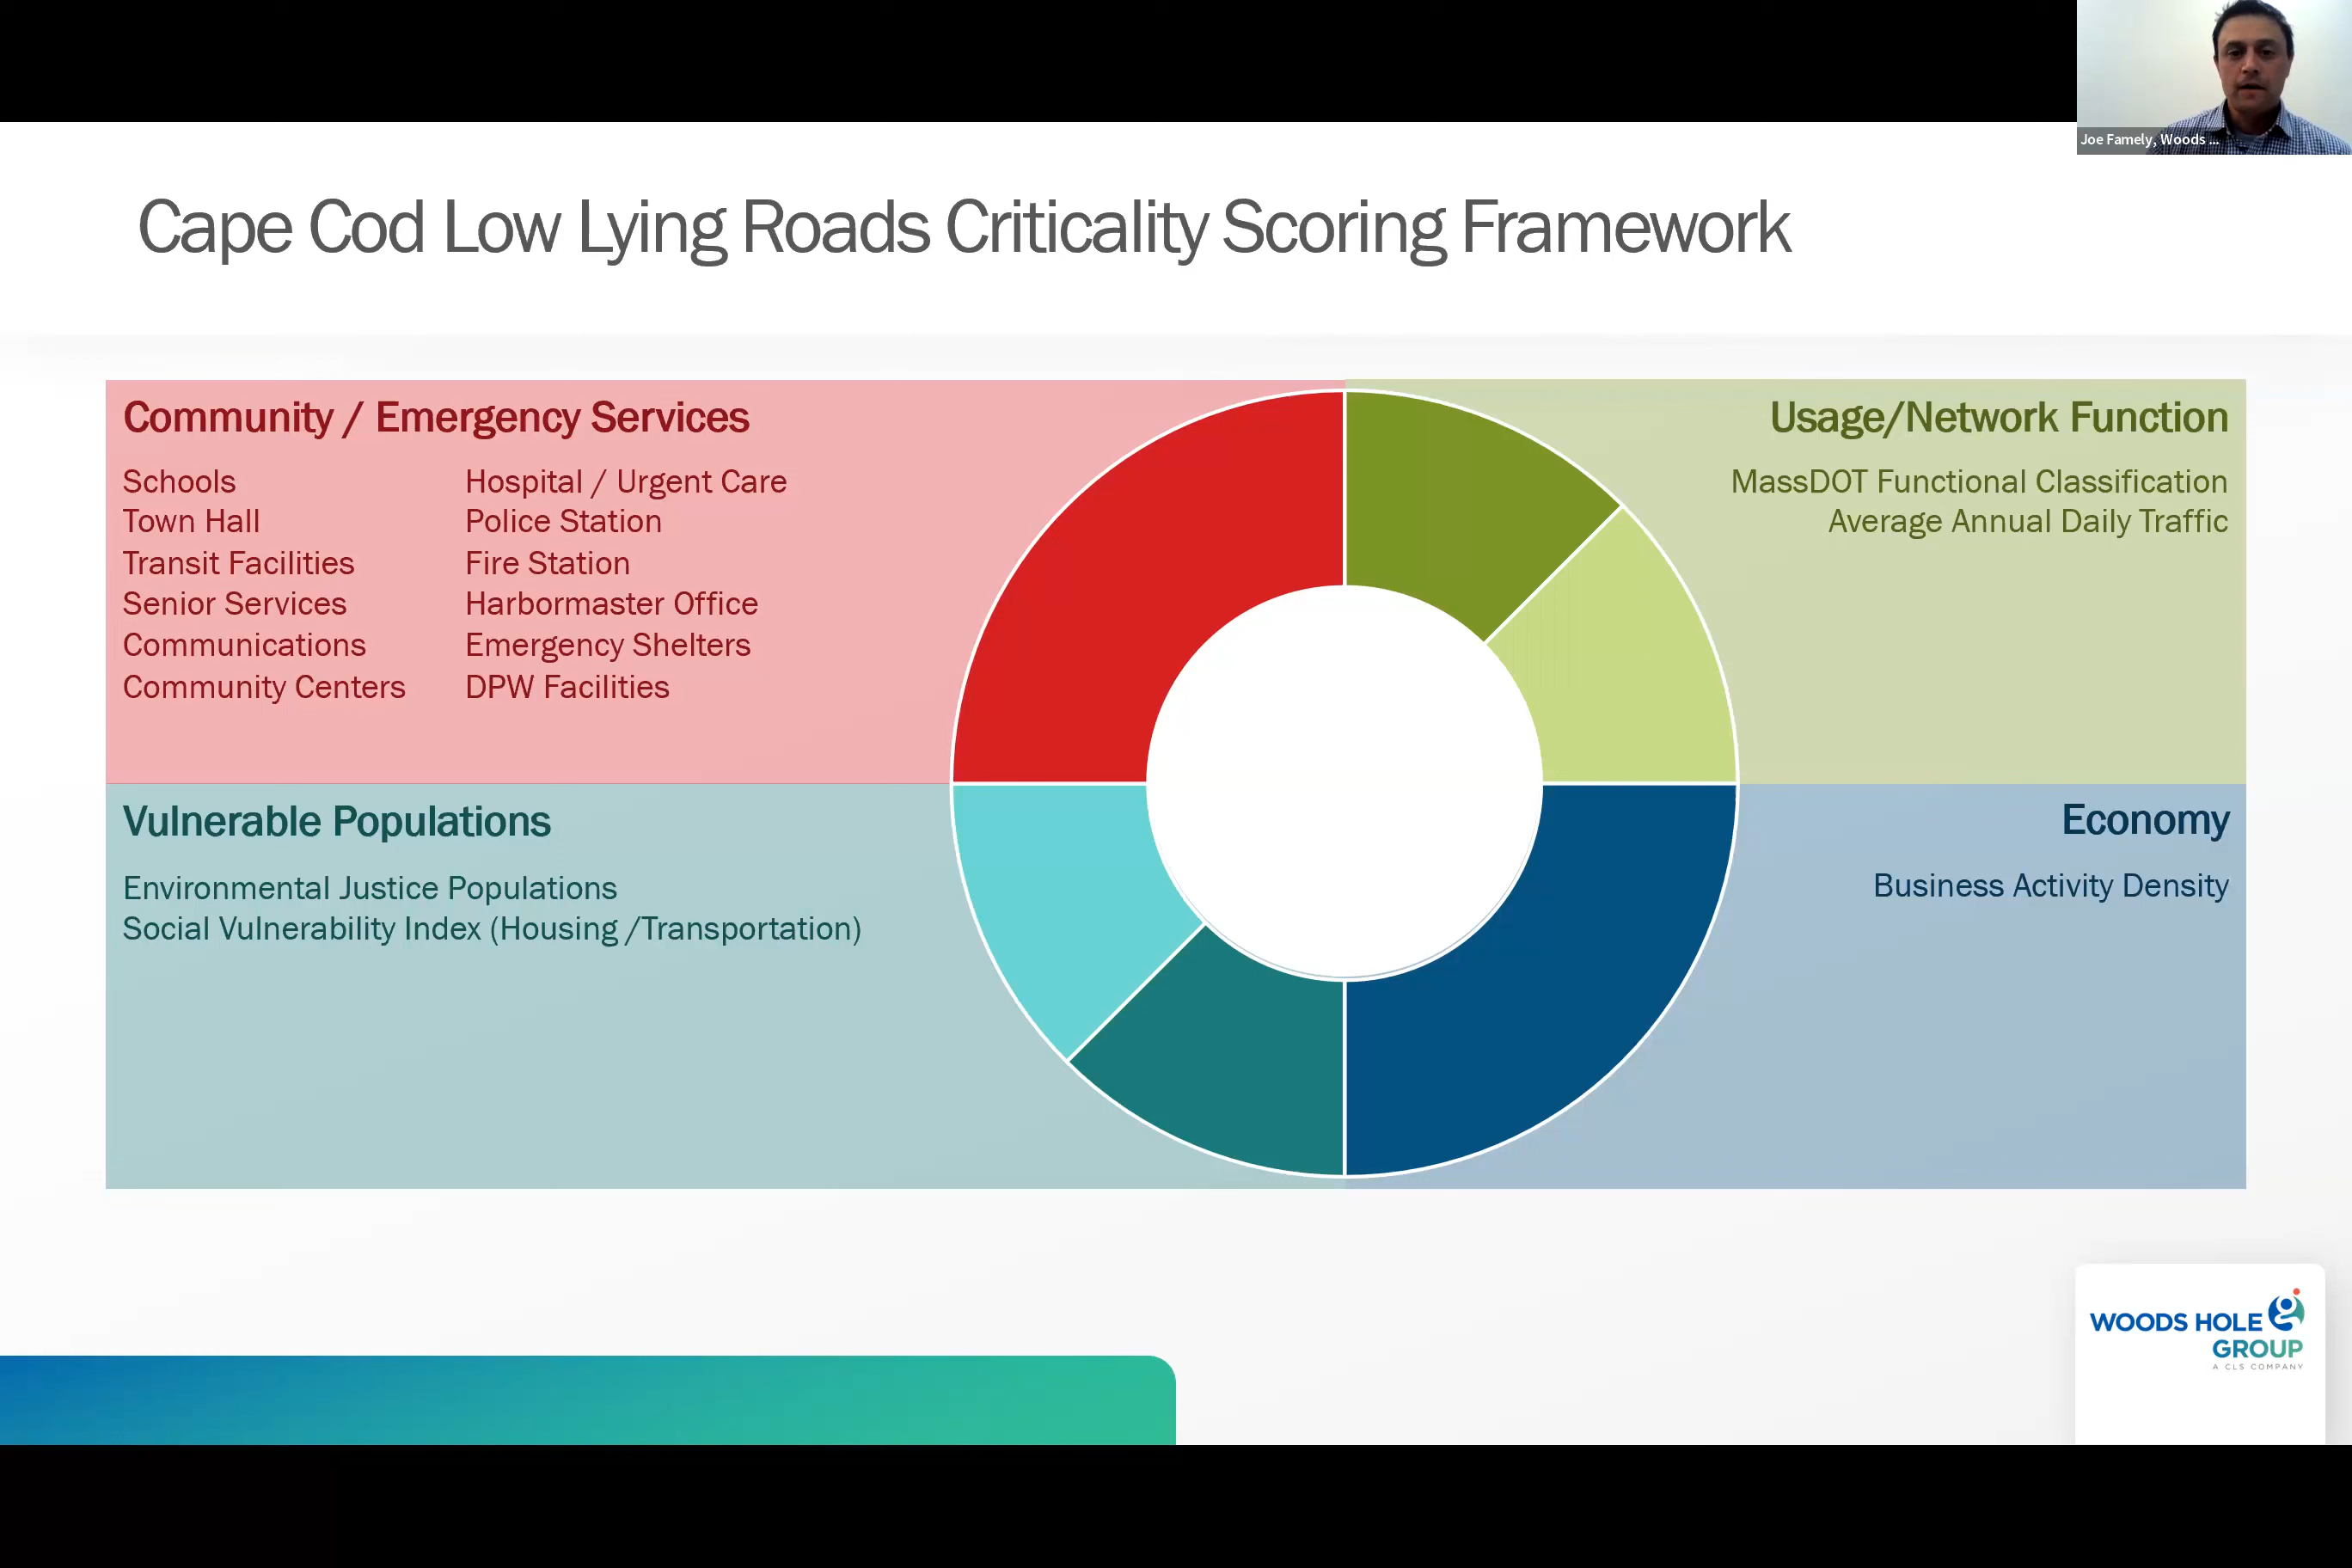 Joe Famely, Woods ...
Cape Cod Low Lying Roads Criticality Scoring Framework
Community / Emergency Services
Schools
Town Hall
Transit Facilities
Senior Services
Communications
Community Centers
Hospital / Urgent Care
Police Station
Fire Station
Harbormaster Office
Emergency Shelters
DPW Facilities
Usage/Network Function
MassDOT Functional Classification
Average Annual Daily Traffic
Vulnerable Populations
Environmental Justice Populations
Social Vulnerability Index (Housing /Transportation)
Economy
Business Activity Density
WOODS HOLE
GROUP
A CLS COMPANY